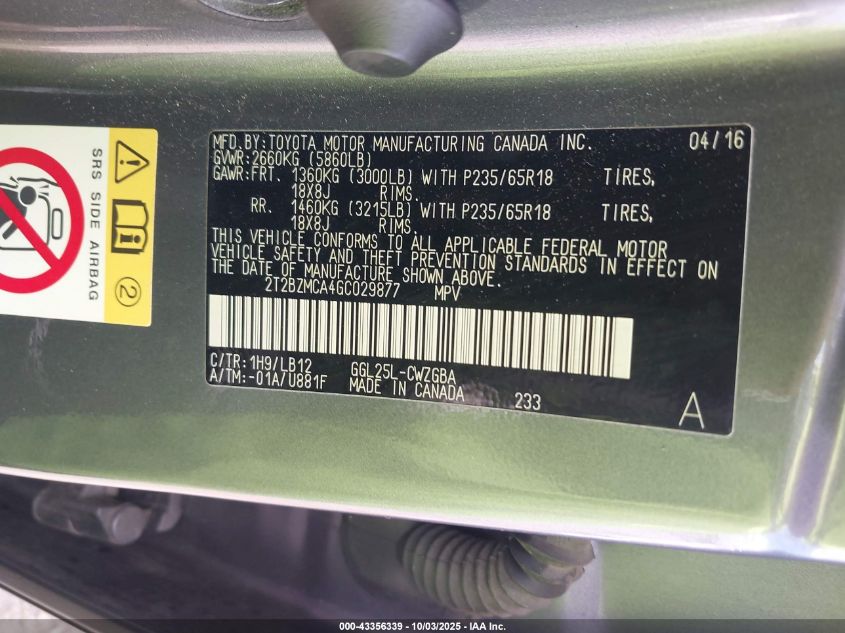 MFD.BY:TOYOTA MOTOR MANUFACTURING CANADA INC. 04/16
GVWR:2660KG (5860LB)
GAWR:FRT. 1360KG (3000LB) WITH P235/65R18 TIRES,
18X8J RIMS.
RR. 1460KG (3215LB) WITH P235/65R18 TIRES,
18X8J RIMS.
THIS VEHICLE CONFORMS TO ALL APPLICABLE FEDERAL MOTOR
VEHICLE SAFETY AND THEFT PREVENTION STANDARDS IN EFFECT ON
THE DATE OF MANUFACTURE SHOWN ABOVE.
2T2BZMCA4GC029877 MPV
C/TR:1H9/LB12 GGL25L-CWZGBA
A/TM:-01A/U881F MADE IN CANADA 233
A
SRS SIDE AIRBAG
2
000-43356339 - 10/03/2025 - IAA Inc.